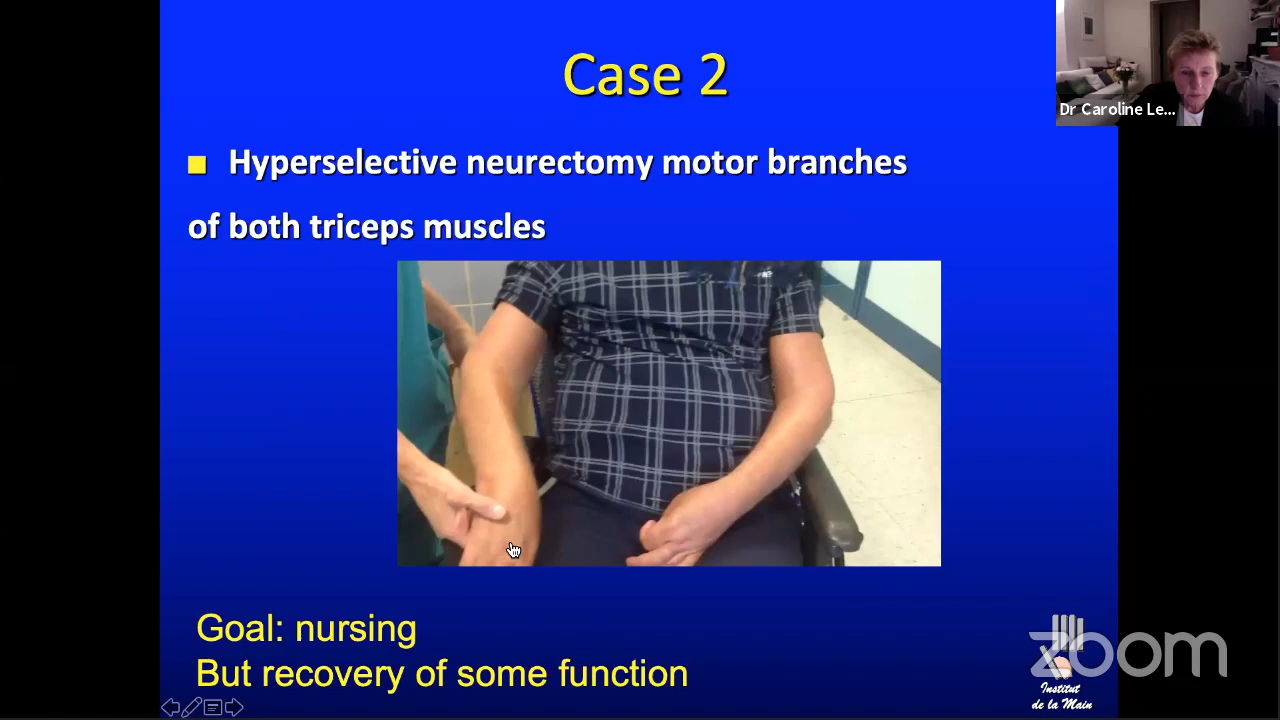 Case 2
Dr Caroline Le...
Hyperselective neurectomy motor branches
of both triceps muscles
Goal: nursing
But recovery of some function
zoom
Institut
de la Main